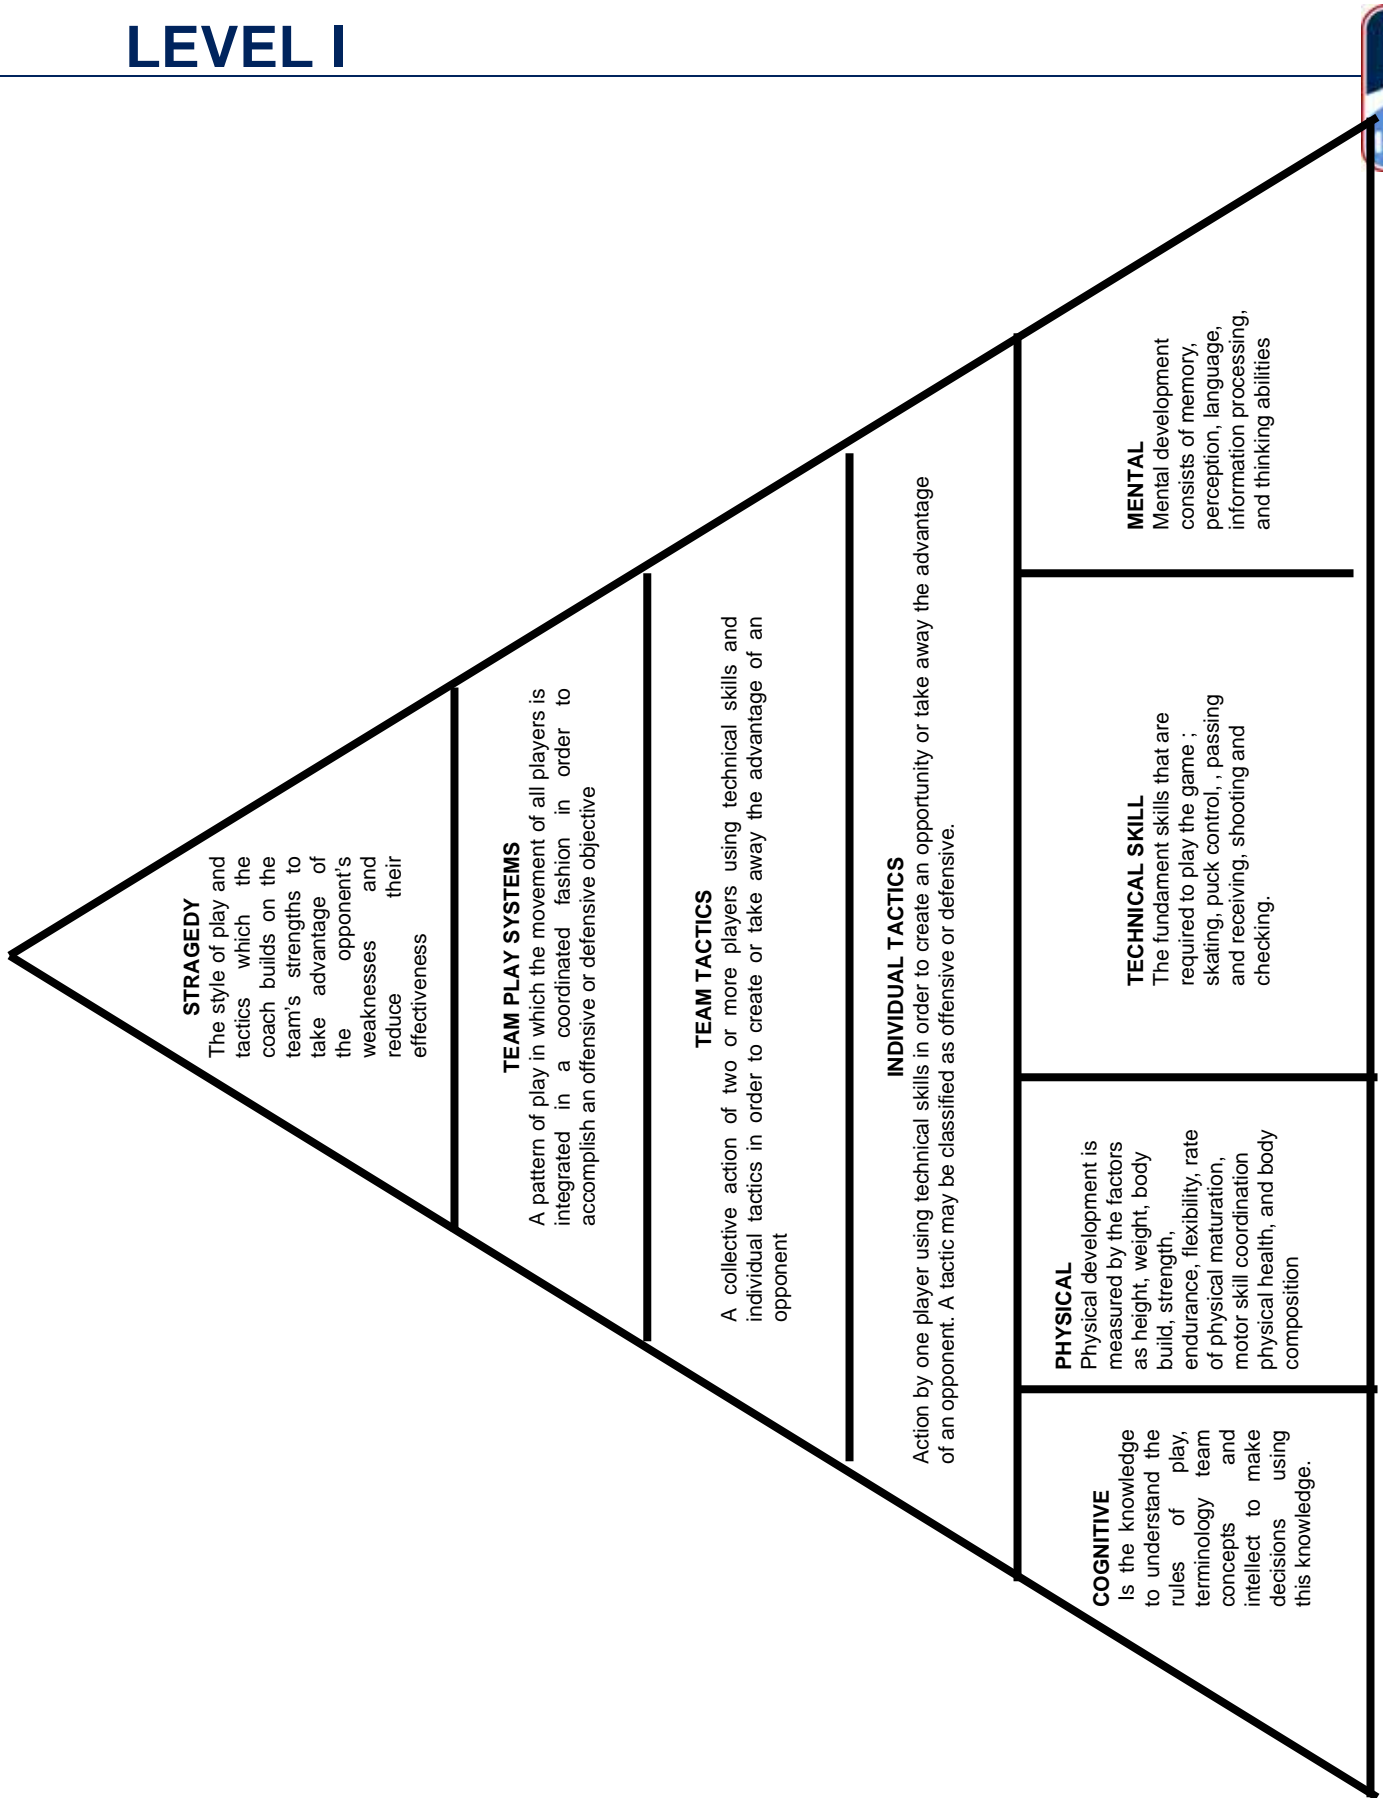 LEVEL I
STRAGEDY
The style of play and
tactics which the
coach builds on the
team's strengths to
take advantage of
the opponent's
weaknesses and
reduce their
effectiveness
TEAM PLAY SYSTEMS
A pattern of play in which the movement of all players is
integrated in a coordinated fashion in order to
accomplish an offensive or defensive objective
TEAM TACTICS
A collective action of two or more players using technical skills and
individual tactics in order to create or take away the advantage of an
opponent
INDIVIDUAL TACTICS
Action by one player using technical skills in order to create an opportunity or take away the advantage
of an opponent. A tactic may be classified as offensive or defensive.
COGNITIVE
Is the knowledge
to understand the
rules of play,
terminology team
concepts and
intellect to make
decisions using
this knowledge.
PHYSICAL
Physical development is
measured by the factors
as height, weight, body
build, strength,
endurance, flexibility, rate
of physical maturation,
motor skill coordination
physical health, and body
composition
TECHNICAL SKILL
The fundament skills that are
required to play the game ;
skating, puck control, , passing
and receiving, shooting and
checking.
MENTAL
Mental development
consists of memory,
perception, language,
information processing,
and thinking abilities